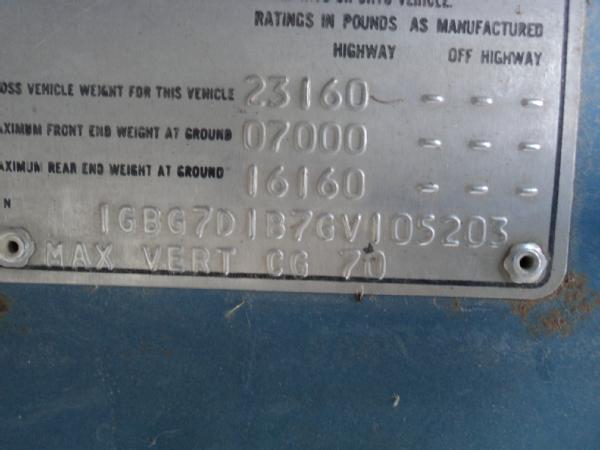 VEHICLE.
RATINGS IN POUNDS AS MANUFACTURED
HIGHWAY OFF HIGHWAY
OSS VEHICLE WEIGHT FOR THIS VEHICLE 23160 - - -
AXIMUM FRONT END WEIGHT AT GROUND 07000 - - -
AXIMUM REAR END WEIGHT AT GROUND 16160 - - -
N 1GBG7D1B7GV105203
MAX VERT CG 70